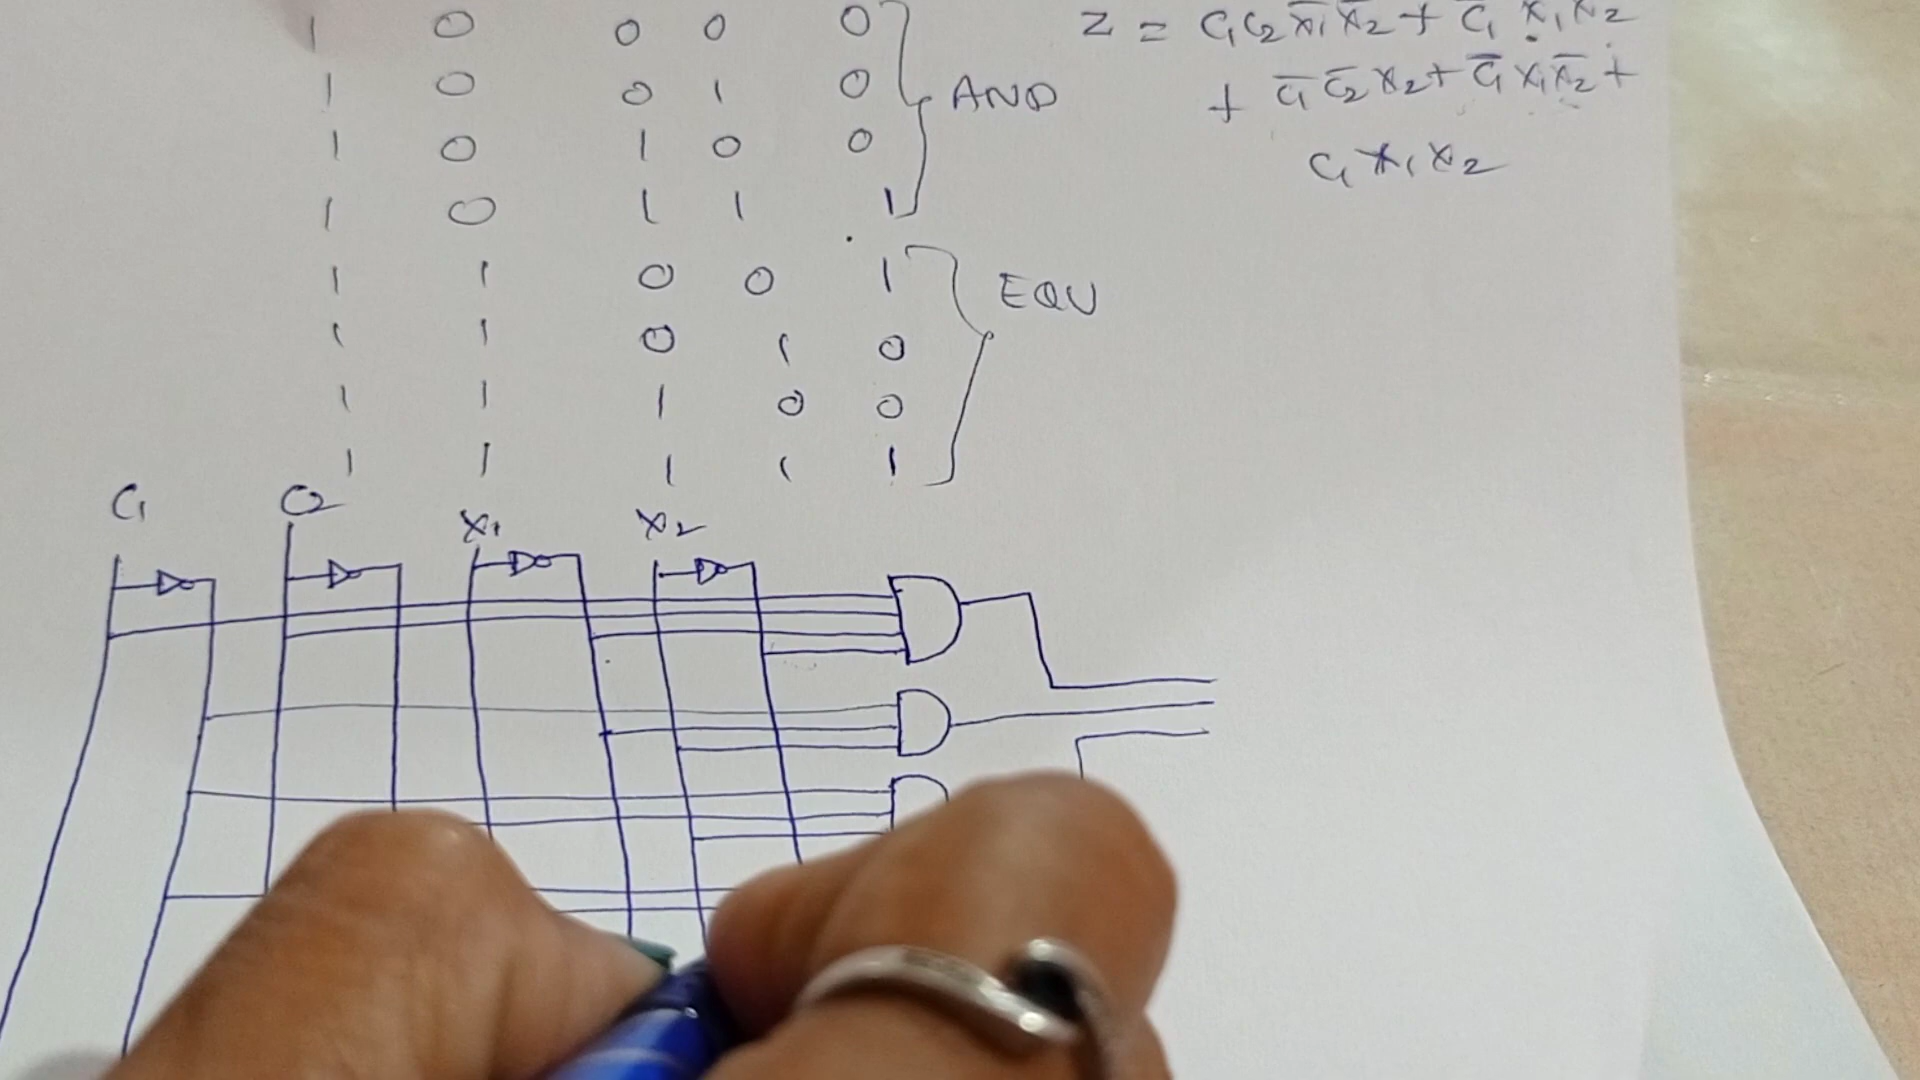 1 0 0 0 0
1 0 0 1 0
1 0 1 0 0
1 0 1 1 1
AND
1 1 0 0 1
1 1 0 1 0
1 1 1 0 0
1 1 1 1 1
EQU
Z = C₁C₂x̄₁x̄₂ + C̄₁ x̄₁x₂
+ C̄₁C̄₂x₂ + C̄₁x₁x̄₂ +
C₁x₁x₂
C₁ C₂ x₁ x₂